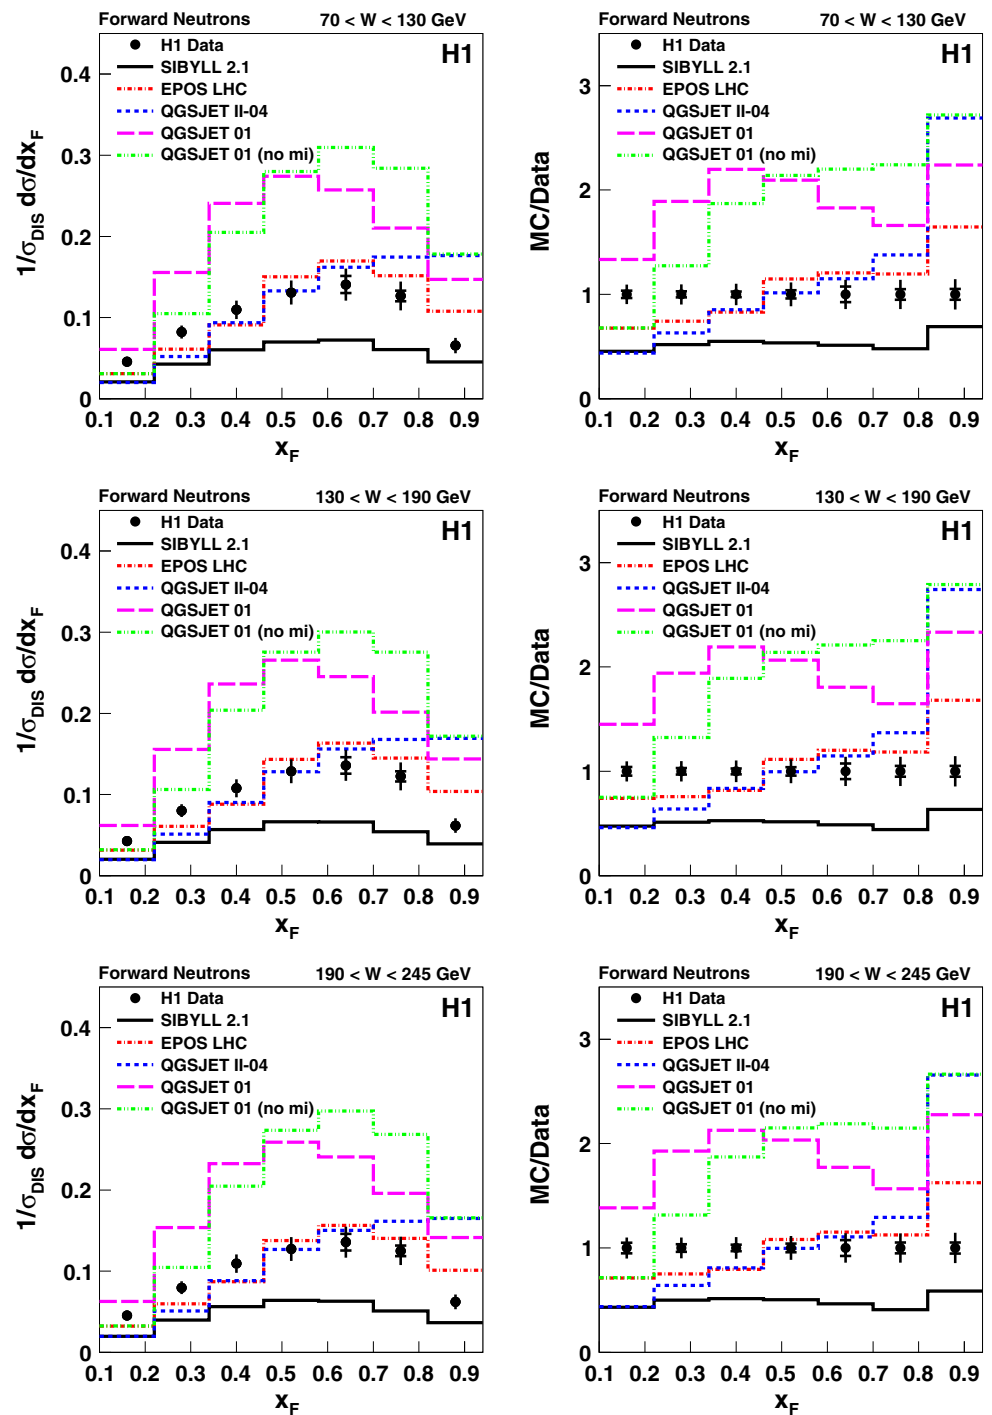 Forward Neutrons 70 < W < 130 GeV
H1
H1 Data
SIBYLL 2.1
EPOS LHC
QGSJET II-04
QGSJET 01
QGSJET 01 (no mi)
1/σ_DIS dσ/dx_F
0.4
0.3
0.2
0.1
0
0.1 0.2 0.3 0.4 0.5 0.6 0.7 0.8 0.9
x_F
Forward Neutrons 70 < W < 130 GeV
H1
H1 Data
SIBYLL 2.1
EPOS LHC
QGSJET II-04
QGSJET 01
QGSJET 01 (no mi)
MC/Data
3
2
1
0
0.1 0.2 0.3 0.4 0.5 0.6 0.7 0.8 0.9
x_F
Forward Neutrons 130 < W < 190 GeV
H1
H1 Data
SIBYLL 2.1
EPOS LHC
QGSJET II-04
QGSJET 01
QGSJET 01 (no mi)
1/σ_DIS dσ/dx_F
0.4
0.3
0.2
0.1
0
0.1 0.2 0.3 0.4 0.5 0.6 0.7 0.8 0.9
x_F
Forward Neutrons 130 < W < 190 GeV
H1
H1 Data
SIBYLL 2.1
EPOS LHC
QGSJET II-04
QGSJET 01
QGSJET 01 (no mi)
MC/Data
3
2
1
0
0.1 0.2 0.3 0.4 0.5 0.6 0.7 0.8 0.9
x_F
Forward Neutrons 190 < W < 245 GeV
H1
H1 Data
SIBYLL 2.1
EPOS LHC
QGSJET II-04
QGSJET 01
QGSJET 01 (no mi)
1/σ_DIS dσ/dx_F
0.4
0.3
0.2
0.1
0
0.1 0.2 0.3 0.4 0.5 0.6 0.7 0.8 0.9
x_F
Forward Neutrons 190 < W < 245 GeV
H1
H1 Data
SIBYLL 2.1
EPOS LHC
QGSJET II-04
QGSJET 01
QGSJET 01 (no mi)
MC/Data
3
2
1
0
0.1 0.2 0.3 0.4 0.5 0.6 0.7 0.8 0.9
x_F